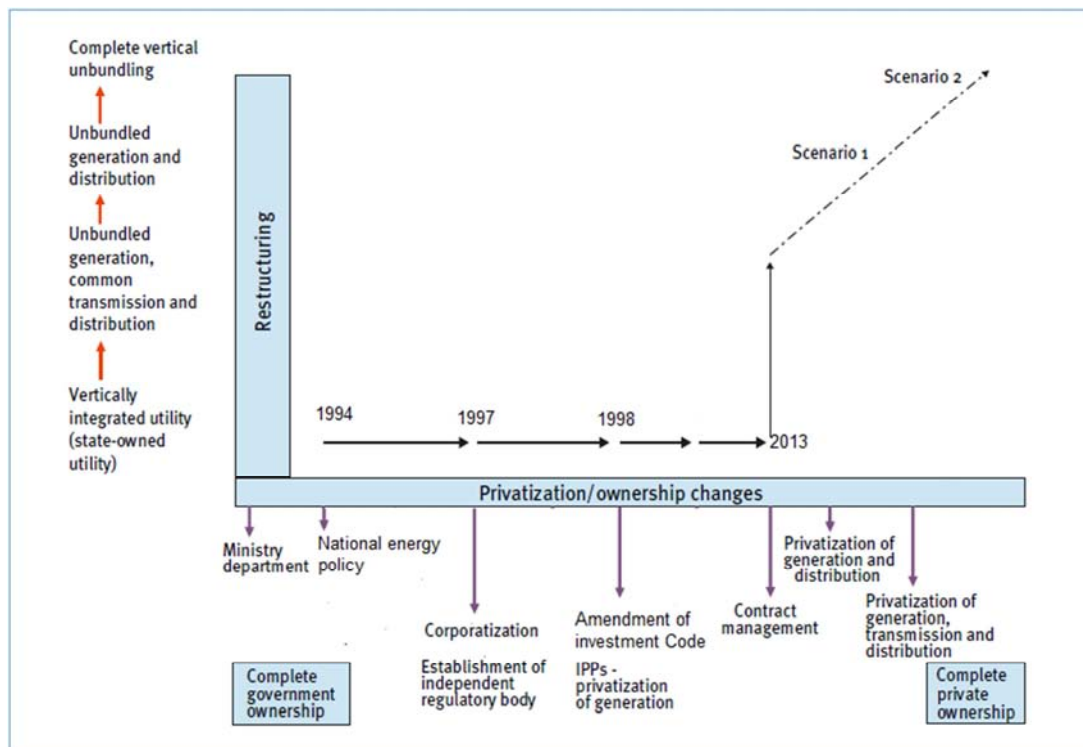 Complete vertical
unbundling
Unbundled
generation and
distribution
Unbundled
generation,
common
transmission and
distribution
Vertically
integrated utility
(state-owned
utility)
Restructuring
Scenario 2
Scenario 1
1994
1997
1998
2013
Privatization/ownership changes
Ministry
department
National energy
policy
Corporatization
Establishment of
independent
regulatory body
Amendment of
investment Code
IPPs -
privatization
of generation
Contract
management
Privatization of
generation and
distribution
Privatization of
generation,
transmission and
distribution
Complete
government
ownership
Complete
private
ownership